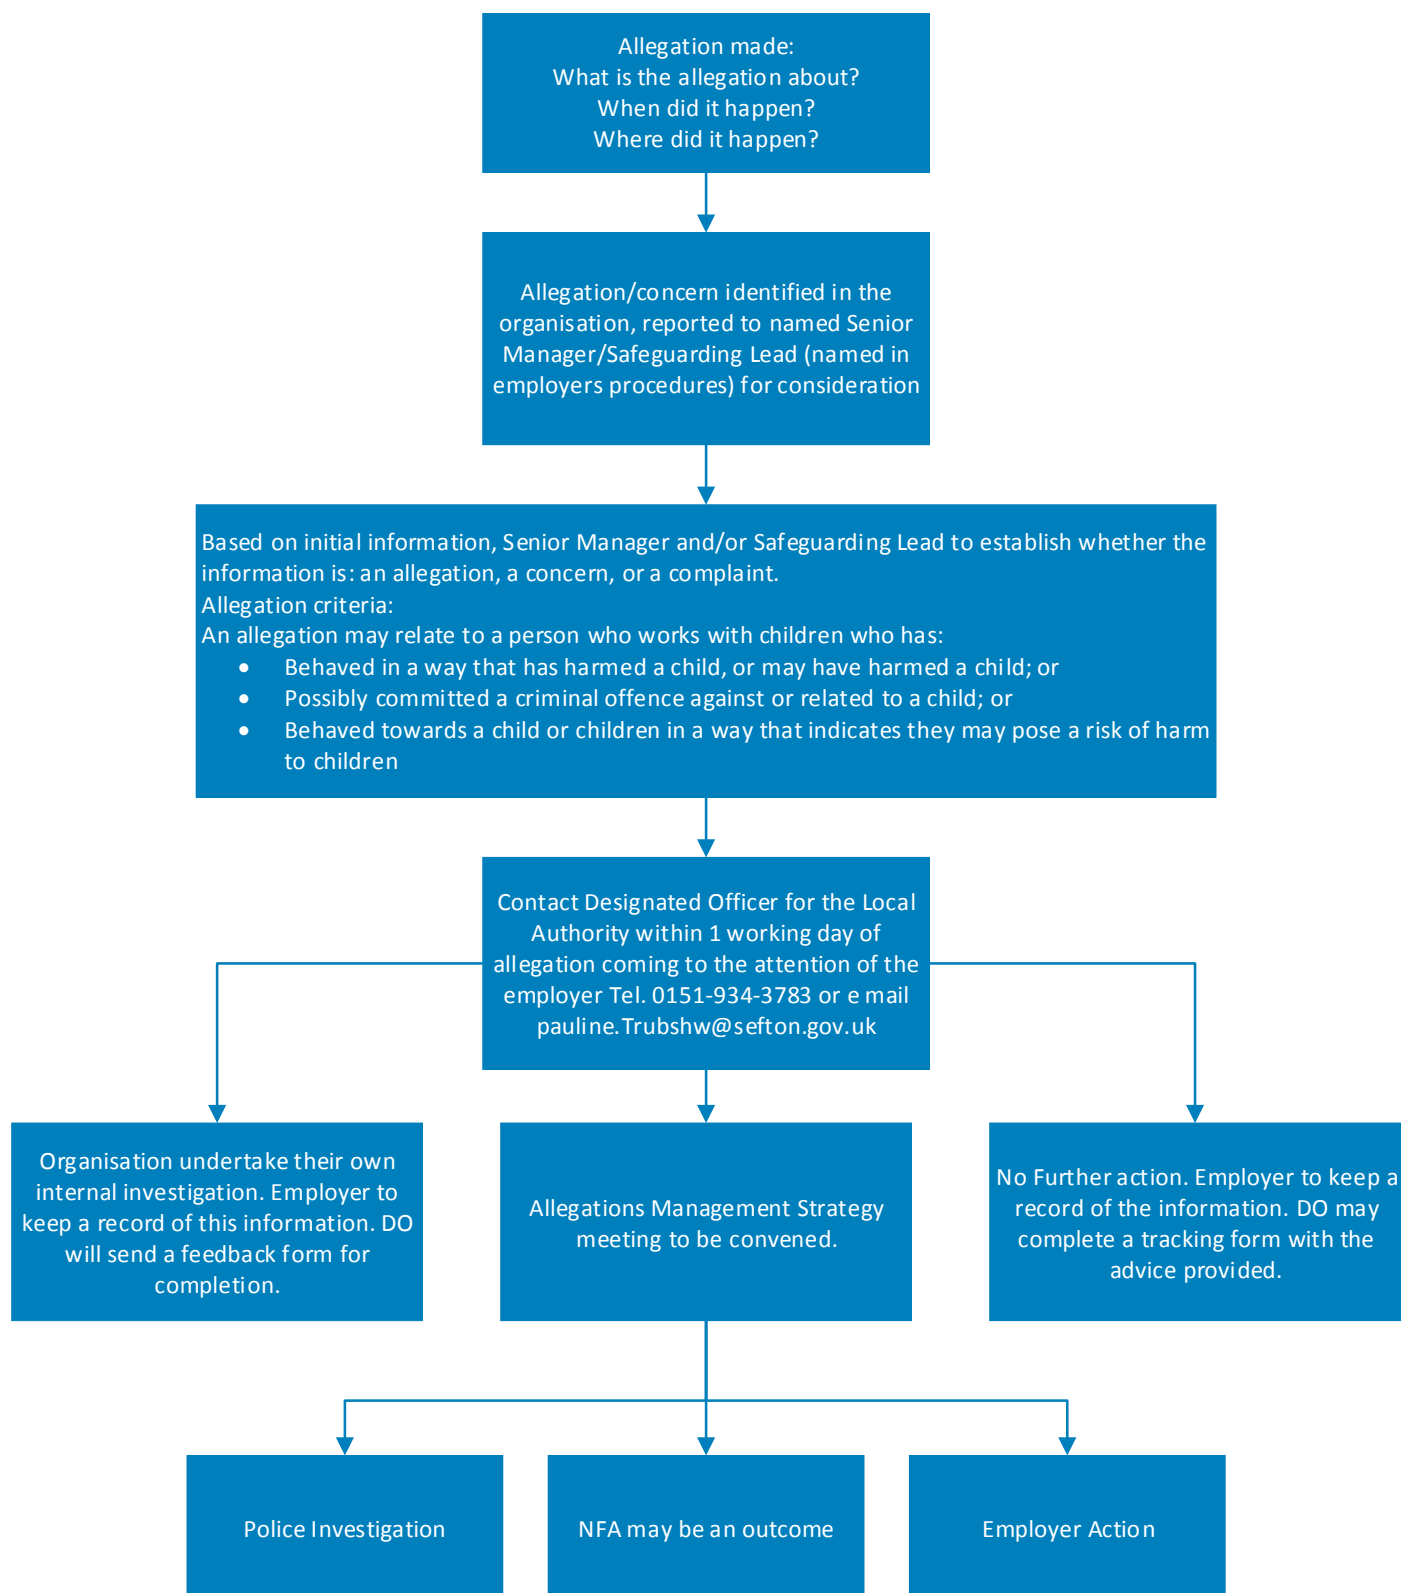 Allegation made:
What is the allegation about?
When did it happen?
Where did it happen?
Allegation/concern identified in the
organisation, reported to named Senior
Manager/Safeguarding Lead (named in
employers procedures) for consideration
Based on initial information, Senior Manager and/or Safeguarding Lead to establish whether the
information is: an allegation, a concern, or a complaint.
Allegation criteria:
An allegation may relate to a person who works with children who has:
• Behaved in a way that has harmed a child, or may have harmed a child; or
• Possibly committed a criminal offence against or related to a child; or
• Behaved towards a child or children in a way that indicates they may pose a risk of harm
to children
Contact Designated Officer for the Local
Authority within 1 working day of
allegation coming to the attention of the
employer Tel. 0151-934-3783 or e mail
pauline.Trubshw@sefton.gov.uk
Organisation undertake their own
internal investigation. Employer to
keep a record of this information. DO
will send a feedback form for
completion.
Allegations Management Strategy
meeting to be convened.
No Further action. Employer to keep a
record of the information. DO may
complete a tracking form with the
advice provided.
Police Investigation
NFA may be an outcome
Employer Action